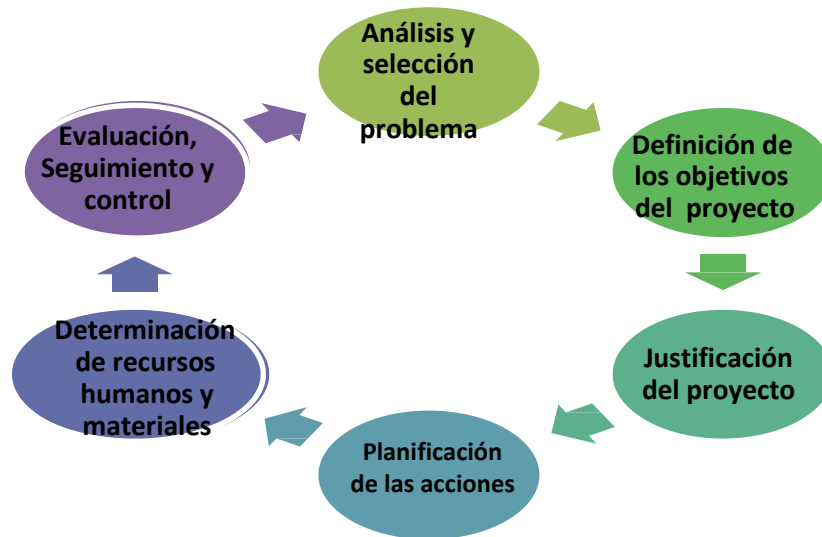 Análisis y
selección
del
problema
Definición de
los objetivos
del proyecto
Justificación
del proyecto
Planificación
de las acciones
Determinación
de recursos
humanos y
materiales
Evaluación,
Seguimiento y
control